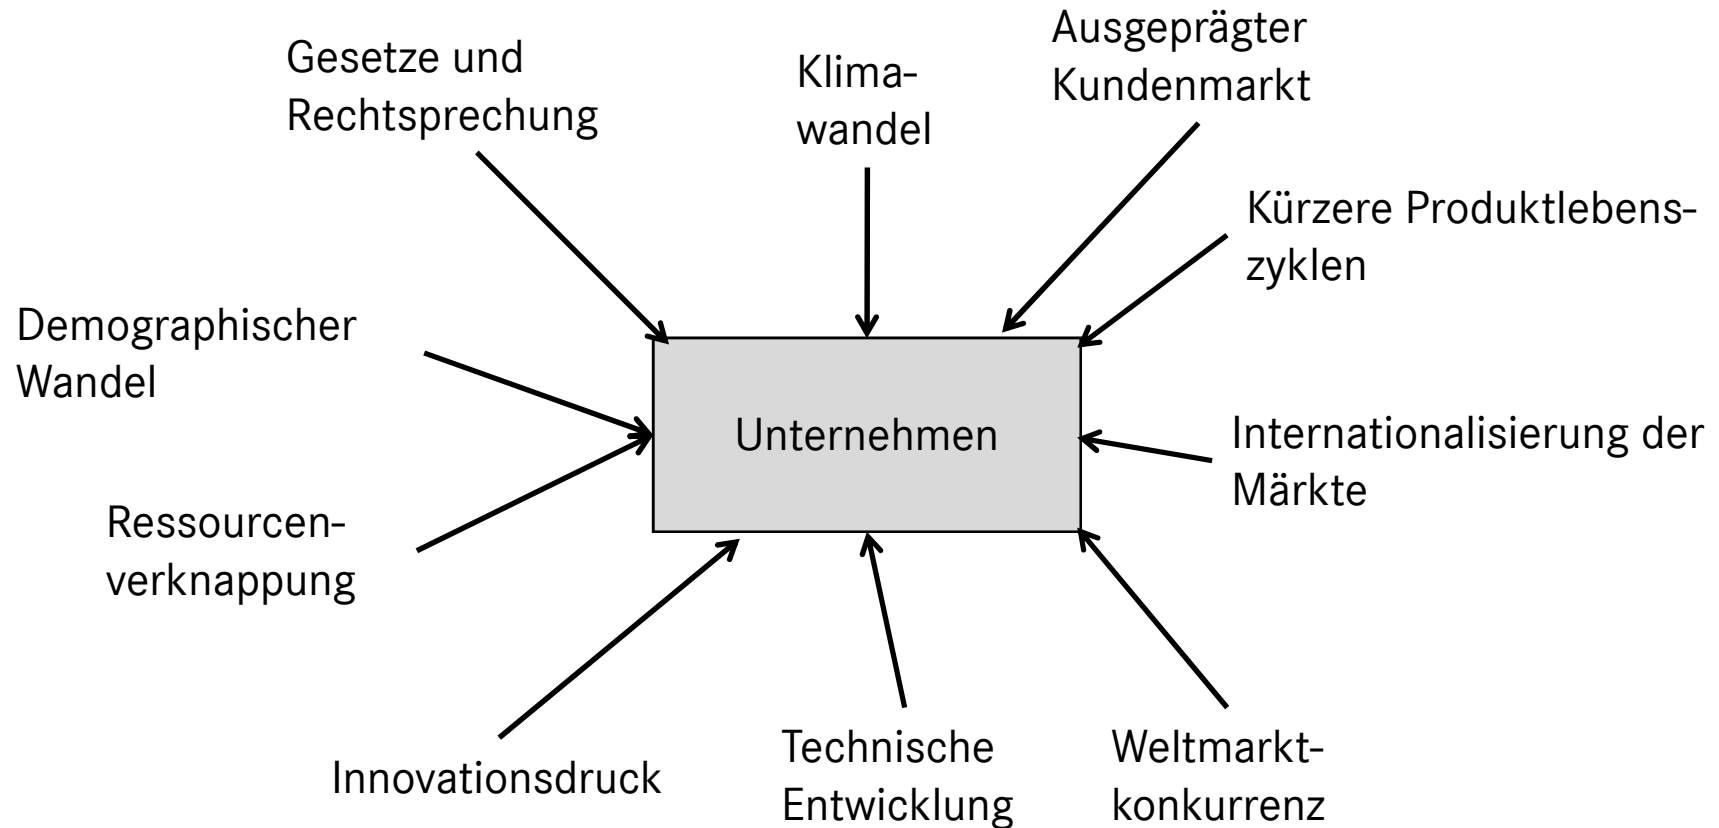 Gesetze und
Rechtsprechung
Klima-
wandel
Ausgeprägter
Kundenmarkt
Kürzere Produktlebens-
zyklen
Demographischer
Wandel
Unternehmen
Internationalisierung der
Märkte
Ressourcen-
verknappung
Innovationsdruck
Technische
Entwicklung
Weltmarkt-
konkurrenz